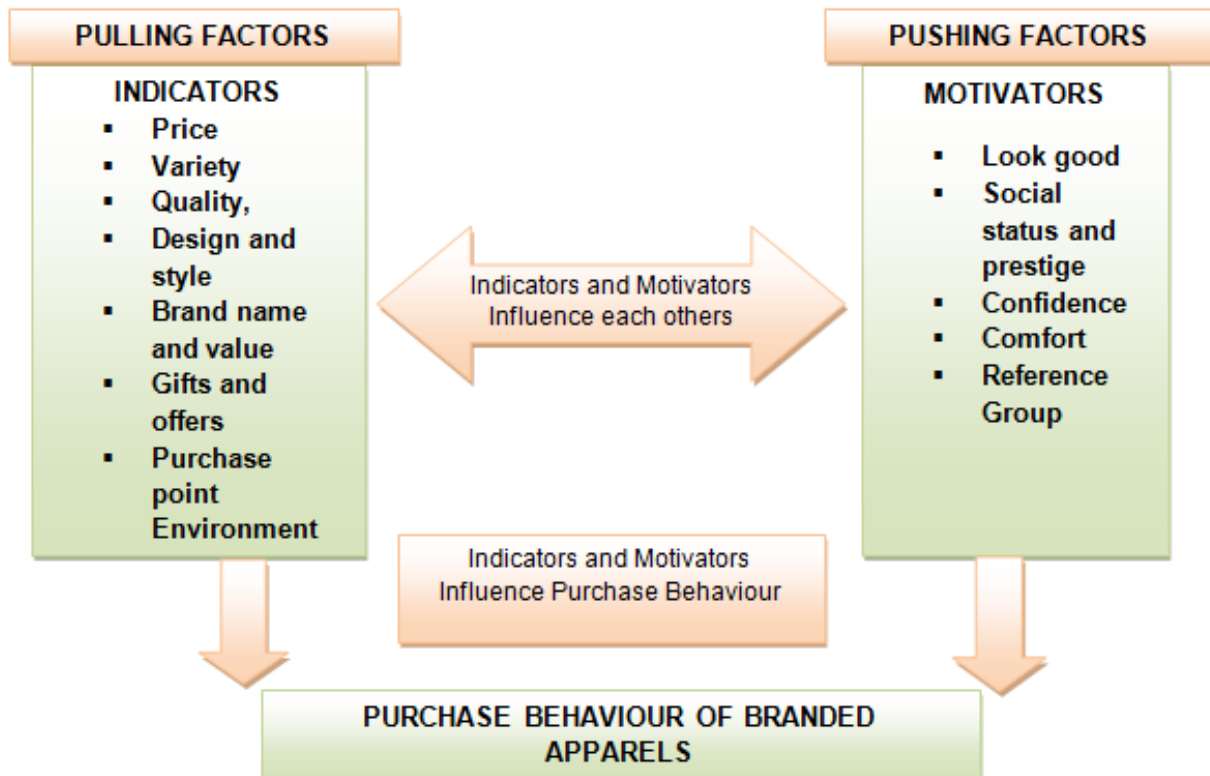 PULLING FACTORS
INDICATORS
▪ Price
▪ Variety
▪ Quality,
▪ Design and
style
▪ Brand name
and value
▪ Gifts and
offers
▪ Purchase
point
Environment
Indicators and Motivators
Influence each others
PUSHING FACTORS
MOTIVATORS
▪ Look good
▪ Social
status and
prestige
▪ Confidence
▪ Comfort
▪ Reference
Group
Indicators and Motivators
Influence Purchase Behaviour
PURCHASE BEHAVIOUR OF BRANDED
APPARELS